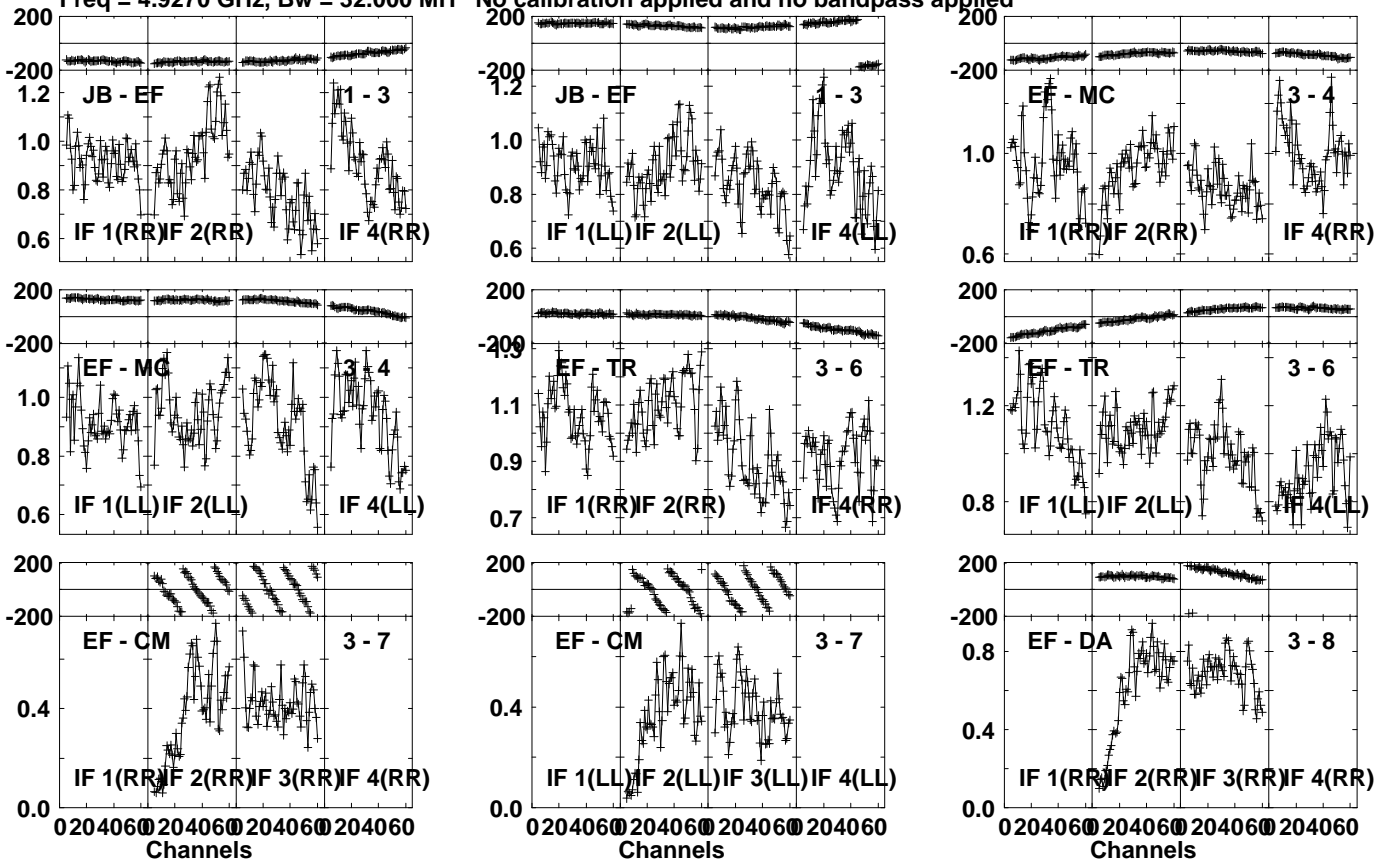 Freq = 4.9270 GHz, Bw = 32.000 MH No calibration applied and no bandpass applied
200
-200
JB - EF 1 - 3
1.2
1.0
0.8
0.6
IF 1(RR) IF 2(RR) IF 4(RR)
200
-200
JB - EF 1 - 3
1.2
1.0
0.8
0.6
IF 1(LL) IF 2(LL) IF 4(LL)
200
-200
EF - MC 3 - 4
1.0
0.6
IF 1(RR) IF 2(RR) IF 4(RR)
200
-200
EF - MC 3 - 4
1.0
0.8
0.6
IF 1(LL) IF 2(LL) IF 4(LL)
200
-200
1.3
EF - TR 3 - 6
1.1
0.9
0.7
IF 1(RR) IF 2(RR) IF 4(RR)
200
-200
EF - TR 3 - 6
1.2
0.8
IF 1(LL) IF 2(LL) IF 4(LL)
200
-200
EF - CM 3 - 7
0.4
0.0
IF 1(RR) IF 2(RR) IF 3(RR) IF 4(RR)
0 20 40 60 0 20 40 60 0 20 40 60 0 20 40 60
Channels
200
-200
EF - CM 3 - 7
0.4
0.0
IF 1(LL) IF 2(LL) IF 3(LL) IF 4(LL)
0 20 40 60 0 20 40 60 0 20 40 60 0 20 40 60
Channels
200
-200
EF - DA 3 - 8
0.8
0.4
0.0
IF 1(RR) IF 2(RR) IF 3(RR) IF 4(RR)
0 20 40 60 0 20 40 60 0 20 40 60 0 20 40 60
Channels